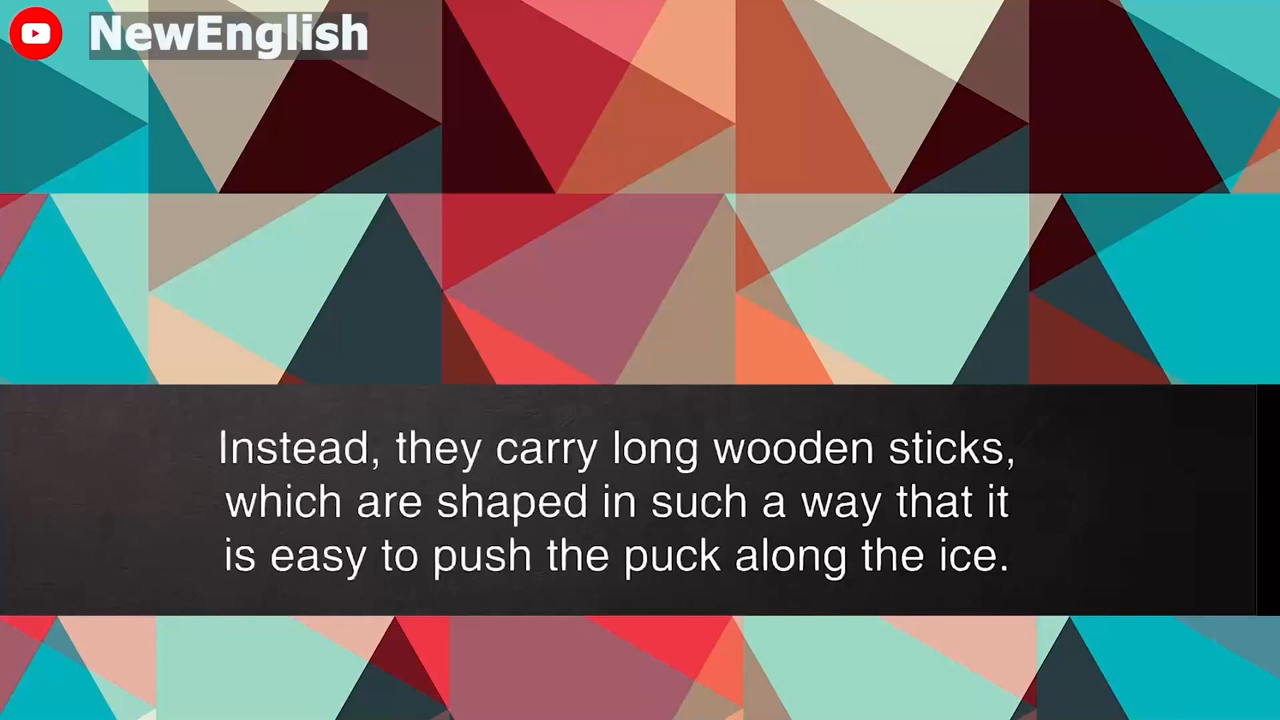 NewEnglish
Instead, they carry long wooden sticks,
which are shaped in such a way that it
is easy to push the puck along the ice.